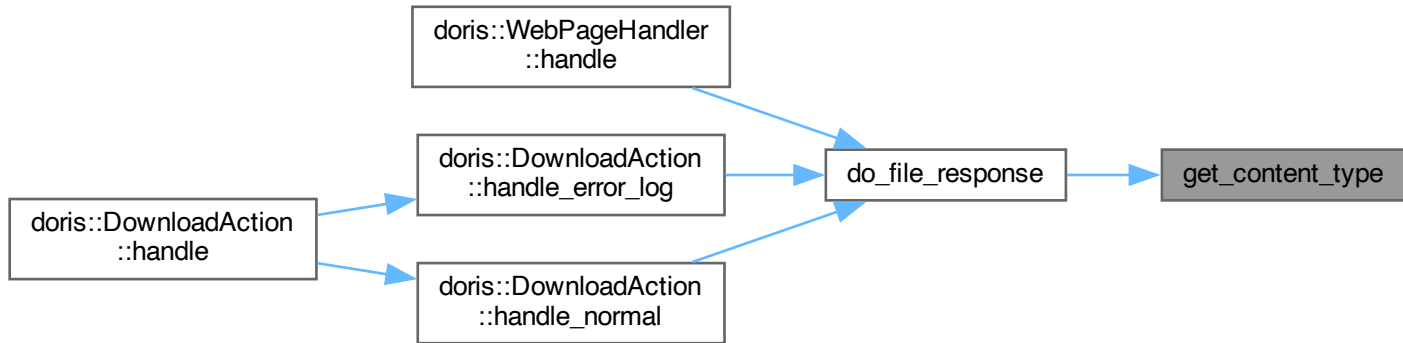 doris::WebPageHandler
::handle
doris::DownloadAction
::handle_error_log
do_file_response
get_content_type
doris::DownloadAction
::handle
doris::DownloadAction
::handle_normal